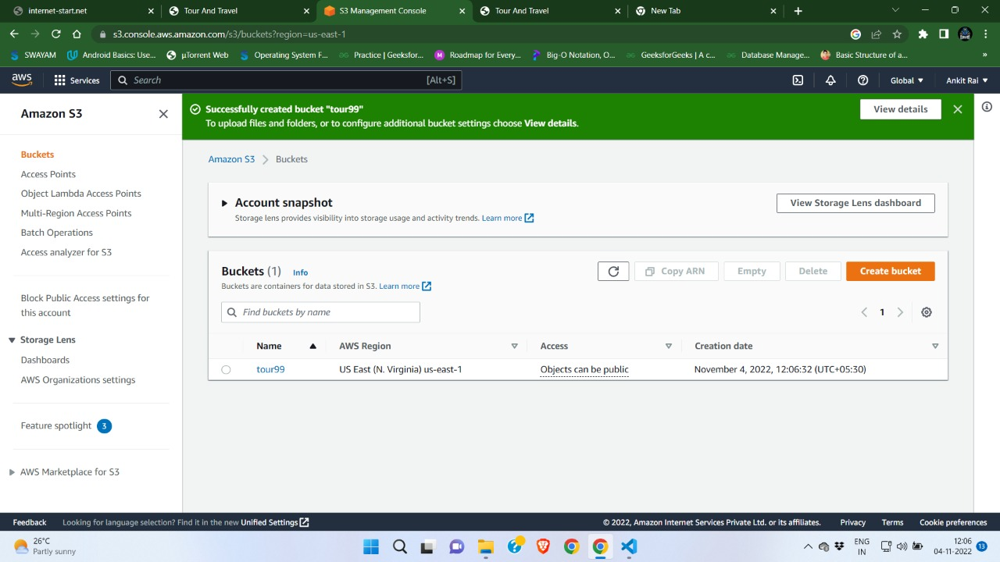 internet-start.net
Tour And Travel
S3 Management Console
Tour And Travel
New Tab
s3.console.aws.amazon.com/s3/buckets?region=us-east-1
SWAYAM
Android Basics: Use...
µTorrent Web
Operating System F...
Practice | Geeksfor...
Roadmap for Every...
Big-O Notation, O...
GeeksforGeeks | A c...
Database Manage...
Basic Structure of a...
»
aws
Services
Search
[Alt+S]
Global
Ankit Rai
Amazon S3
Successfully created bucket "tour99"
To upload files and folders, or to configure additional bucket settings choose View details.
View details
Buckets
Access Points
Object Lambda Access Points
Multi-Region Access Points
Batch Operations
Access analyzer for S3
Block Public Access settings for
this account
Storage Lens
Dashboards
AWS Organizations settings
Feature spotlight 3
AWS Marketplace for S3
Amazon S3
Buckets
Account snapshot
Storage lens provides visibility into storage usage and activity trends. Learn more
View Storage Lens dashboard
Buckets (1) Info
Buckets are containers for data stored in S3. Learn more
Copy ARN
Empty
Delete
Create bucket
Find buckets by name
1
Name
AWS Region
Access
Creation date
tour99
US East (N. Virginia) us-east-1
Objects can be public
November 4, 2022, 12:06:32 (UTC+05:30)
Feedback
Looking for language selection? Find it in the new Unified Settings
© 2022, Amazon Internet Services Private Ltd. or its affiliates.
Privacy
Terms
Cookie preferences
26°C
Partly sunny
ENG
IN
12:06
04-11-2022
13